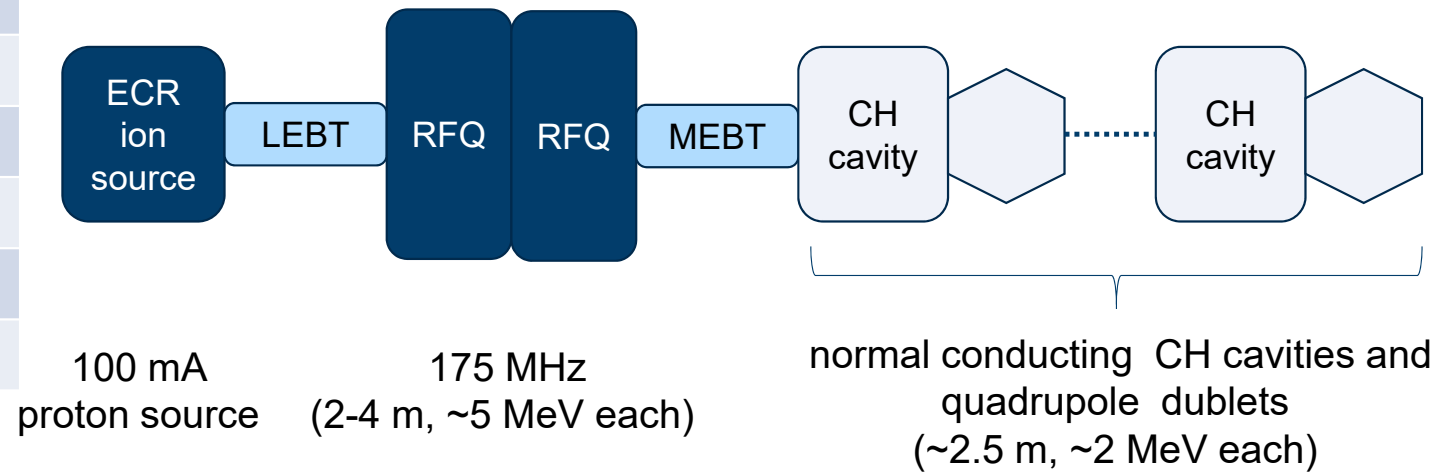 ECR
ion
source
LEBT
RFQ
RFQ
MEBT
CH
cavity
CH
cavity
100 mA
proton source
175 MHz
(2-4 m, ~5 MeV each)
normal conducting CH cavities and
quadrupole dublets
(~2.5 m, ~2 MeV each)